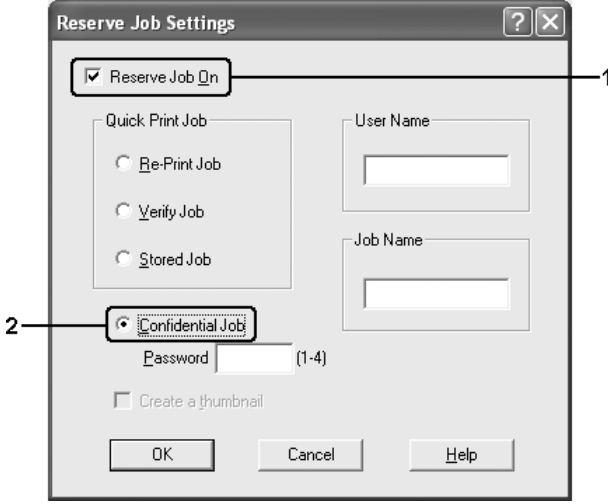 Reserve Job Settings
Reserve Job On
1
Quick Print Job
User Name
Re-Print Job
Verify Job
Job Name
Stored Job
2
Confidential Job
Password (1-4)
Create a thumbnail
OK Cancel Help